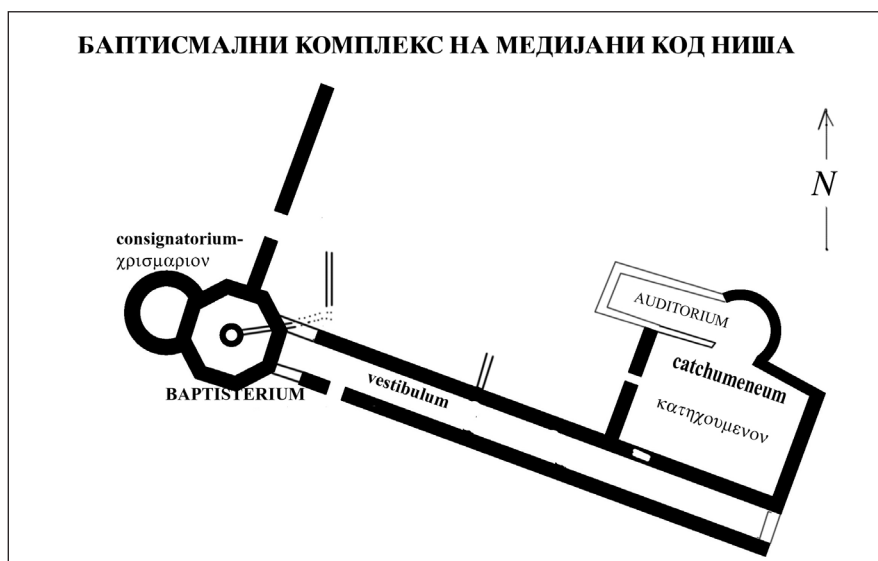 БАПТИСМАЛНИ КОМПЛЕКС НА МЕДИЈАНИ КОД НИША
N
consignatorium-
χρισμαριον
AUDITORIUM
catchumeneum
κατηχουμενον
vestibulum
BAPTISTERIUM